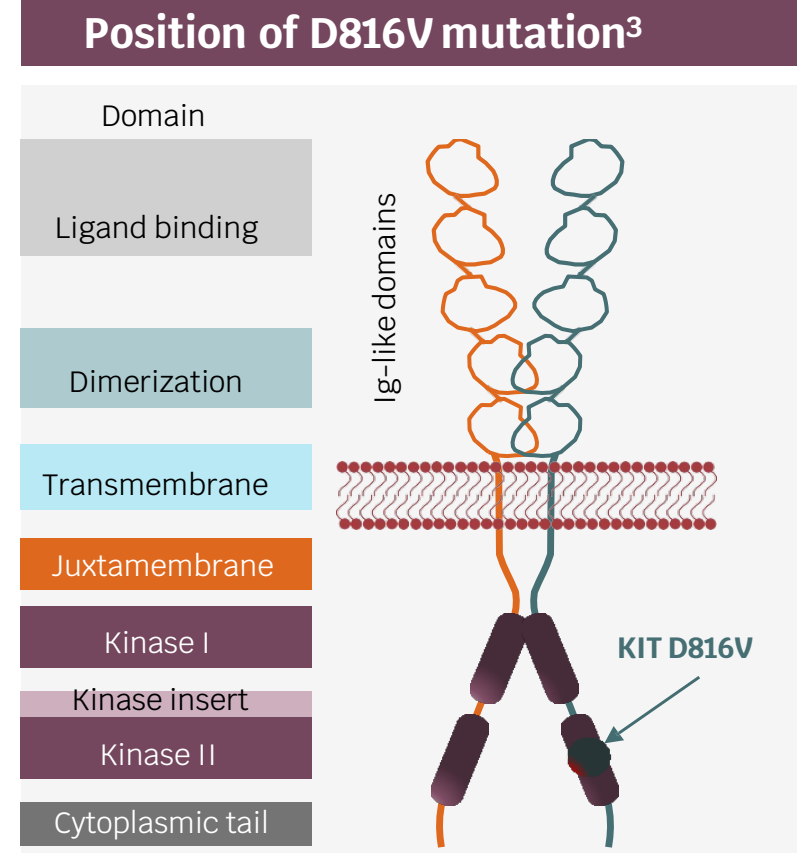 Position of D816V mutation³
Domain
Ligand binding
Ig-like domains
Dimerization
Transmembrane
Juxtamembrane
Kinase I
KIT D816V
Kinase insert
Kinase II
Cytoplasmic tail